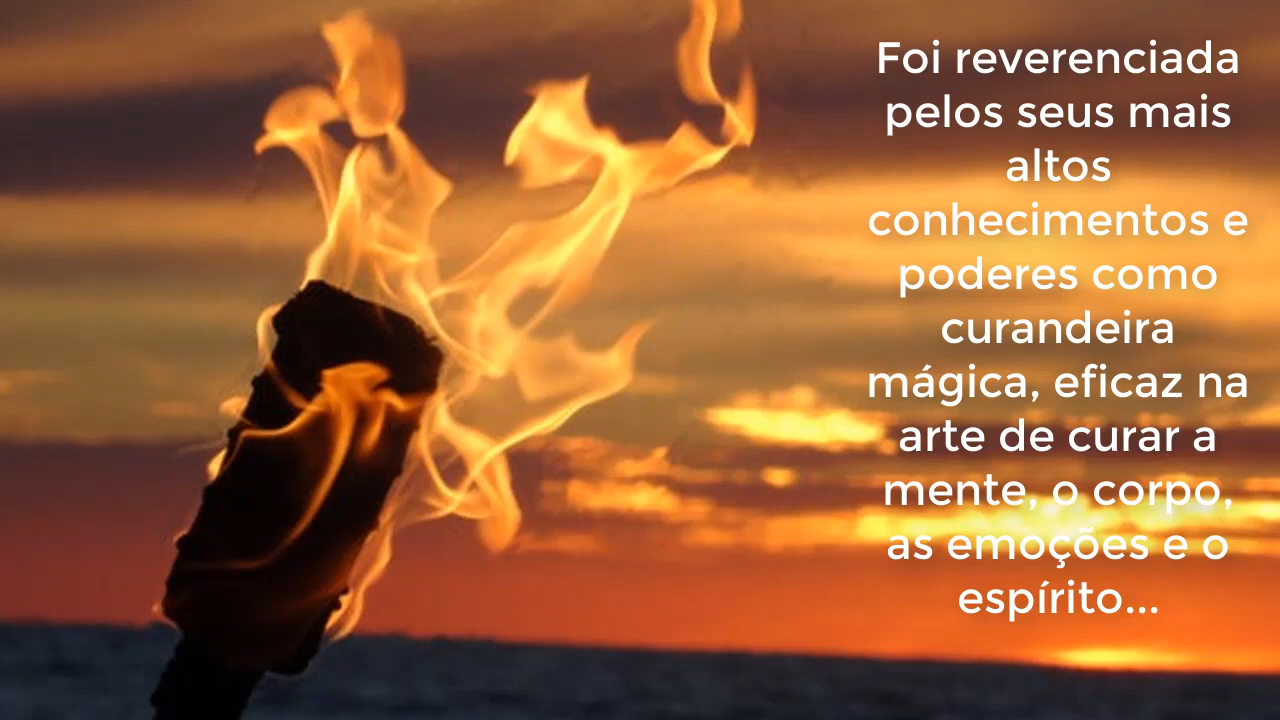 Foi reverenciada
pelos seus mais
altos
conhecimentos e
poderes como
curandeira
mágica, eficaz na
arte de curar a
mente, o corpo,
as emoções e o
espírito...